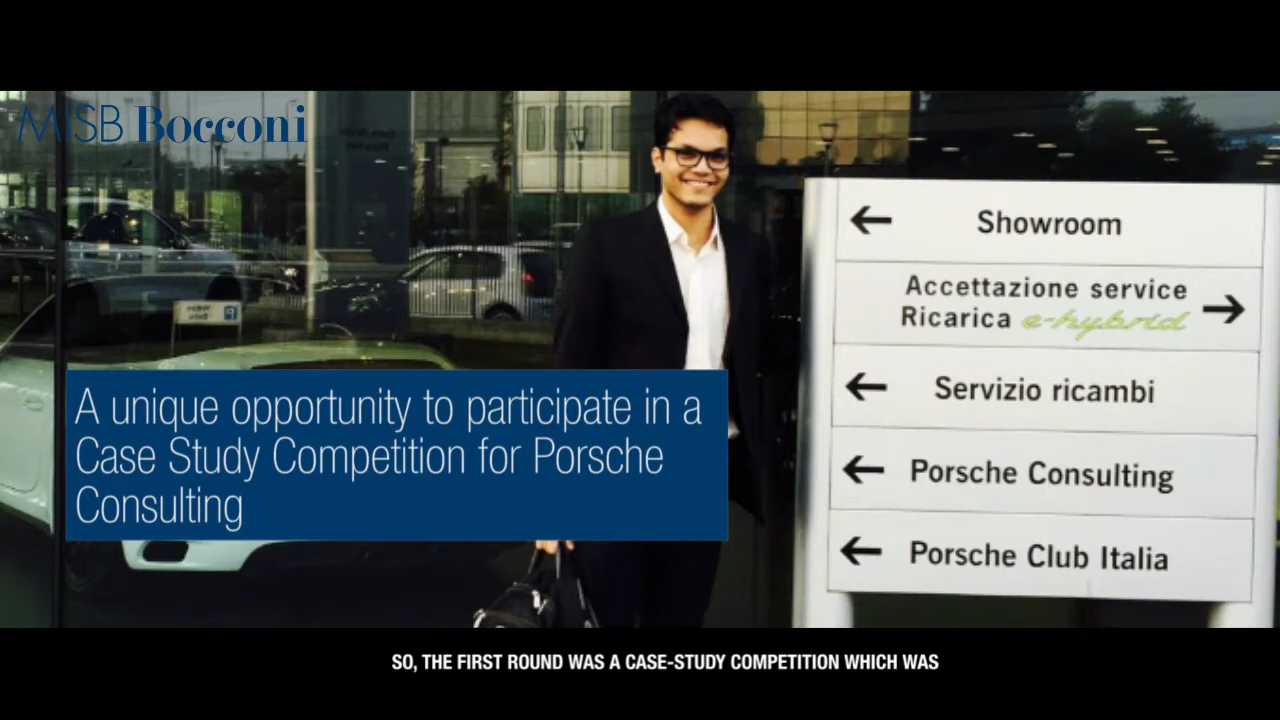 MISB Bocconi
Showroom
Accettazione service
Ricarica e-hybrid
Servizio ricambi
Porsche Consulting
Porsche Club Italia
A unique opportunity to participate in a
Case Study Competition for Porsche
Consulting
SO, THE FIRST ROUND WAS A CASE-STUDY COMPETITION WHICH WAS